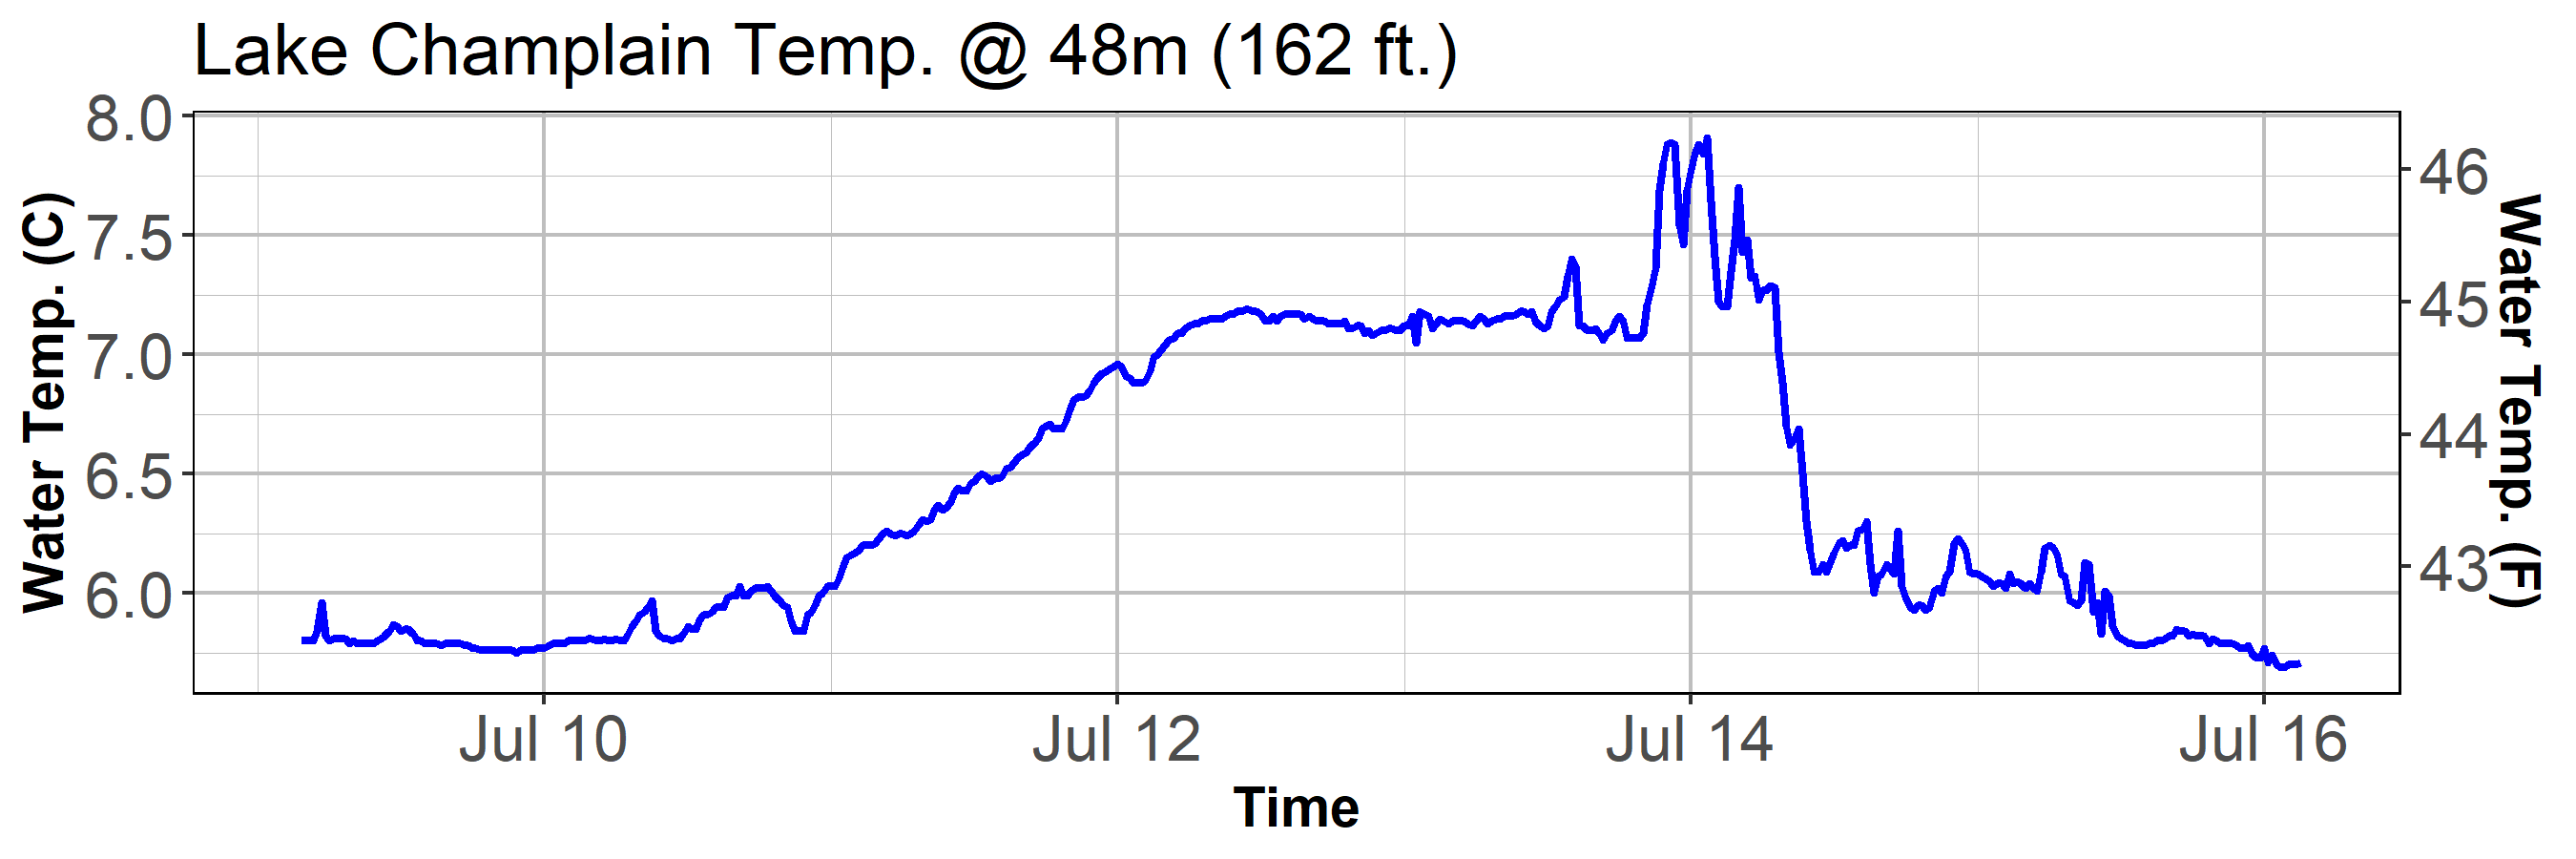 Lake Champlain Temp. @ 48m (162 ft.)
Water Temp. (C)
8.0
7.5
7.0
6.5
6.0
46
45
44
43
Water Temp. (F)
Jul 10 Jul 12 Jul 14 Jul 16
Time